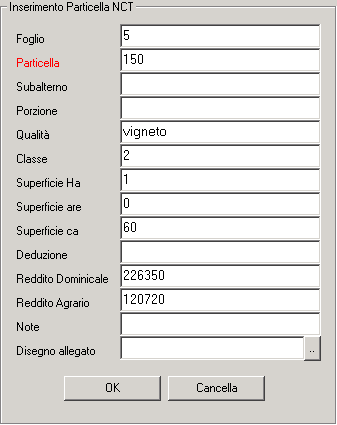 Inserimento Particella NCT
Foglio 5
Particella 150
Subalterno
Porzione
Qualità vigneto
Classe 2
Superficie Ha 1
Superficie are 0
Superficie ca 60
Deduzione
Reddito Dominicale 226350
Reddito Agrario 120720
Note
Disegno allegato ..
OK Cancella